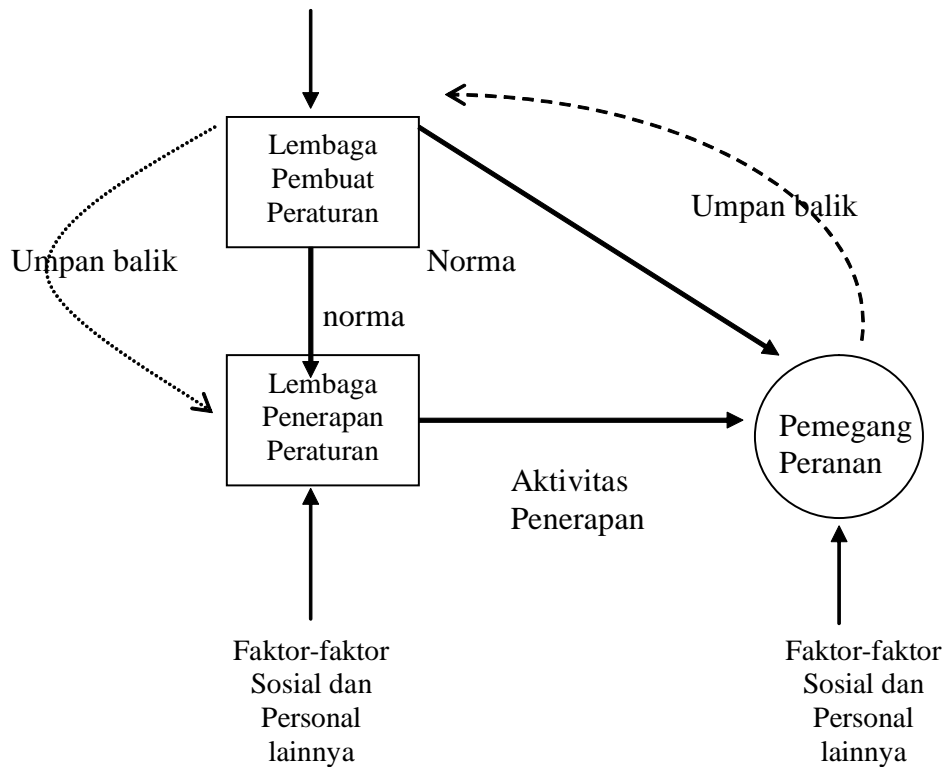 Lembaga
Pembuat
Peraturan
Umpan balik
Umpan balik
Norma
norma
Lembaga
Penerapan
Peraturan
Pemegang
Peranan
Aktivitas
Penerapan
Faktor-faktor
Sosial dan
Personal
lainnya
Faktor-faktor
Sosial dan
Personal
lainnya